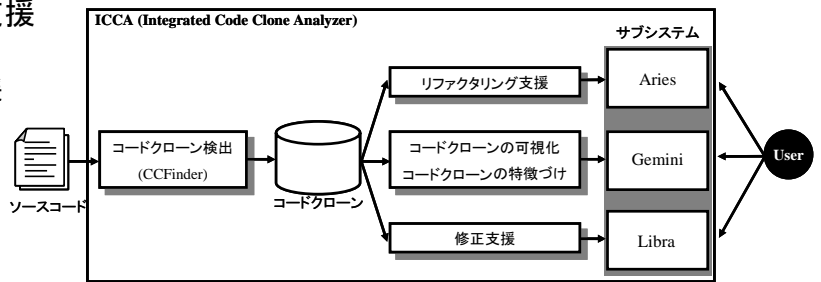 支援
ICCA (Integrated Code Clone Analyzer)
サブシステム
リファクタリング支援
Aries
コードクローン検出
(CCFinder)
コードクローンの可視化
コードクローンの特徴づけ
Gemini
User
ソースコード
コードクローン
修正支援
Libra